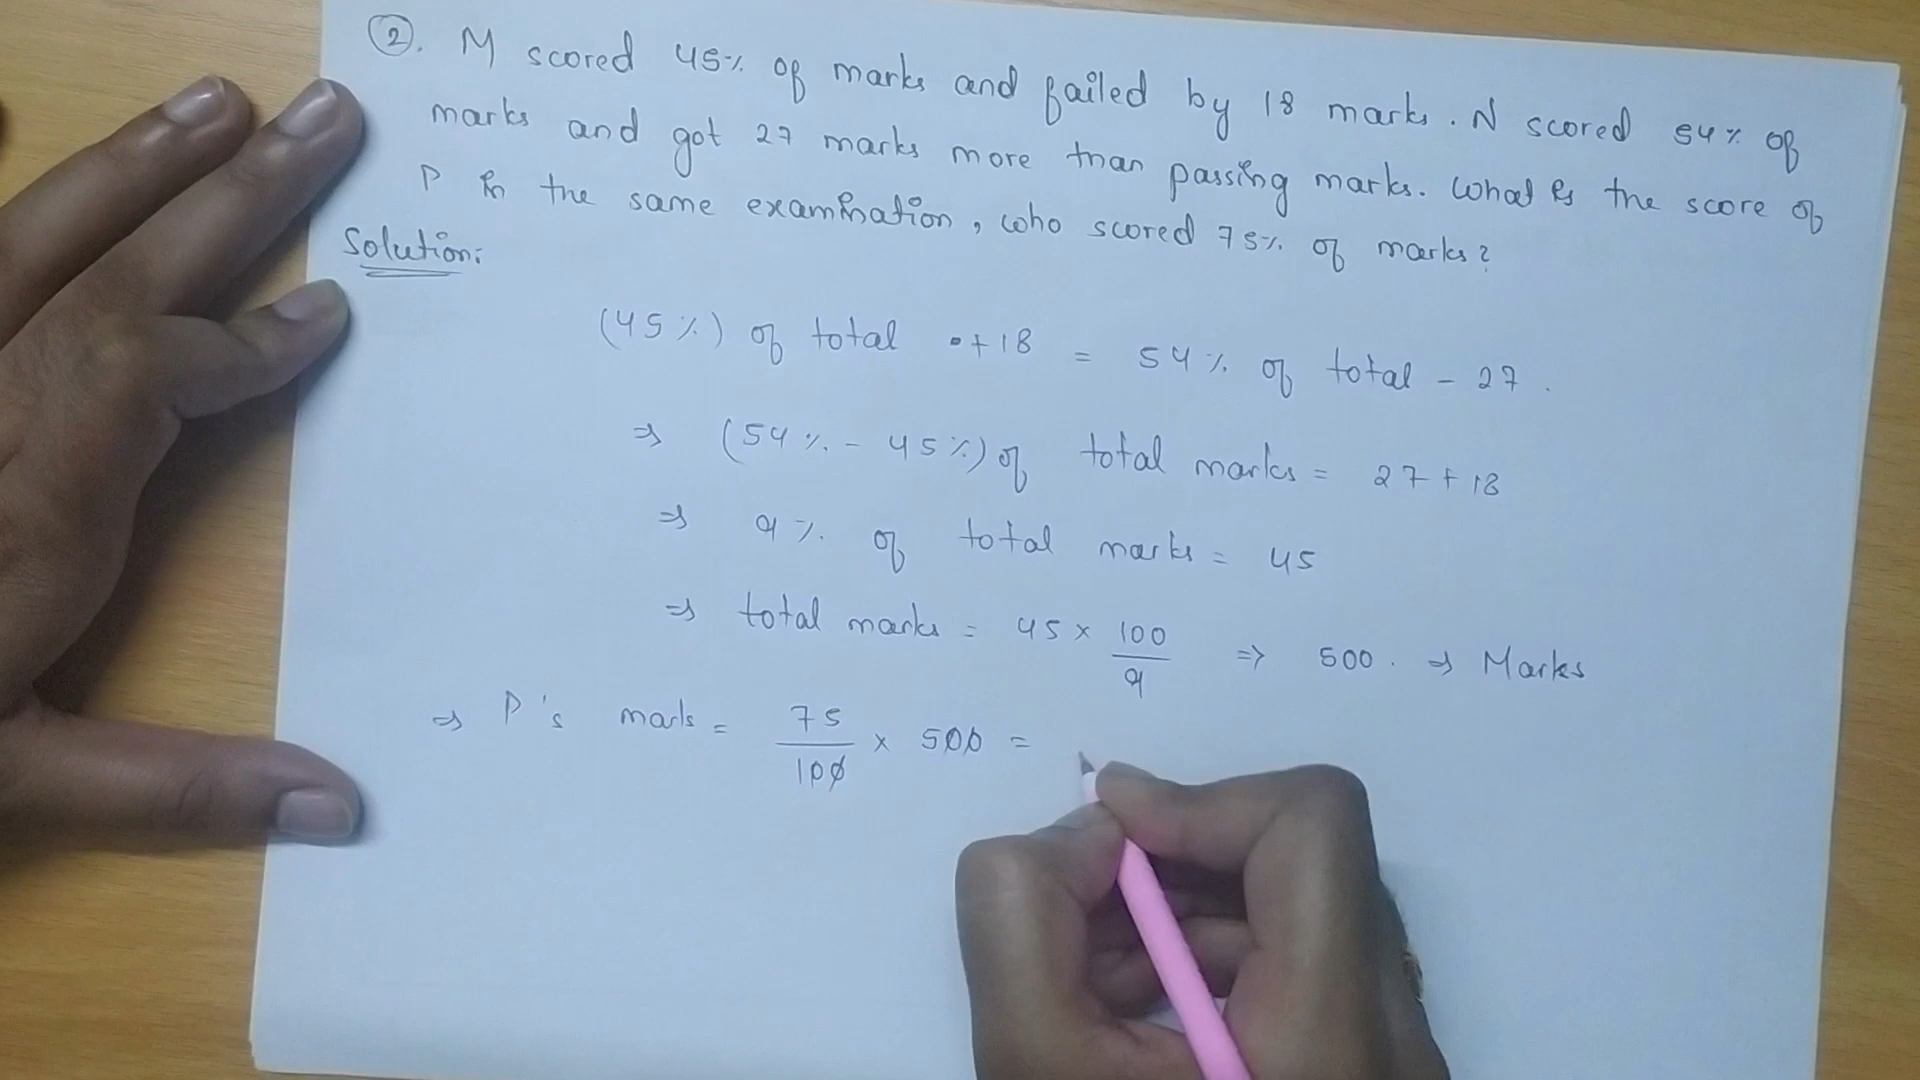 ②. M scored 45% of marks and failed by 18 marks. N scored 54% of
marks and got 27 marks more than passing marks. What is the score of
P in the same examination, who scored 75% of marks?
Solution:
(45%) of total +18 = 54% of total - 27.
⇒ (54% - 45%) of total marks = 27 + 18
⇒ 9% of total marks = 45
⇒ total marks = 45 × 100/9 ⇒ 500. ⇒ Marks
⇒ P's marks = 75/100 × 500 =